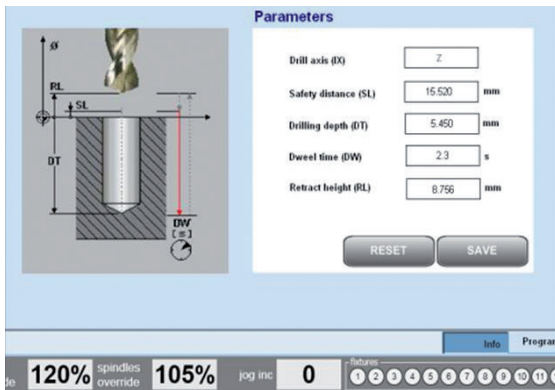 Parameters
Ø
RL
SL
DT
DW
[s]
Drill axis (IX) Z
Safety distance (SL) 15.520 mm
Drilling depth (DT) 5.450 mm
Dweel time (DW) 2.3 s
Retract height (RL) 8.756 mm
RESET SAVE
Info Program
120% spindles override 105% jog inc 0 fixtures 1 2 3 4 5 6 7 8 9 10 11